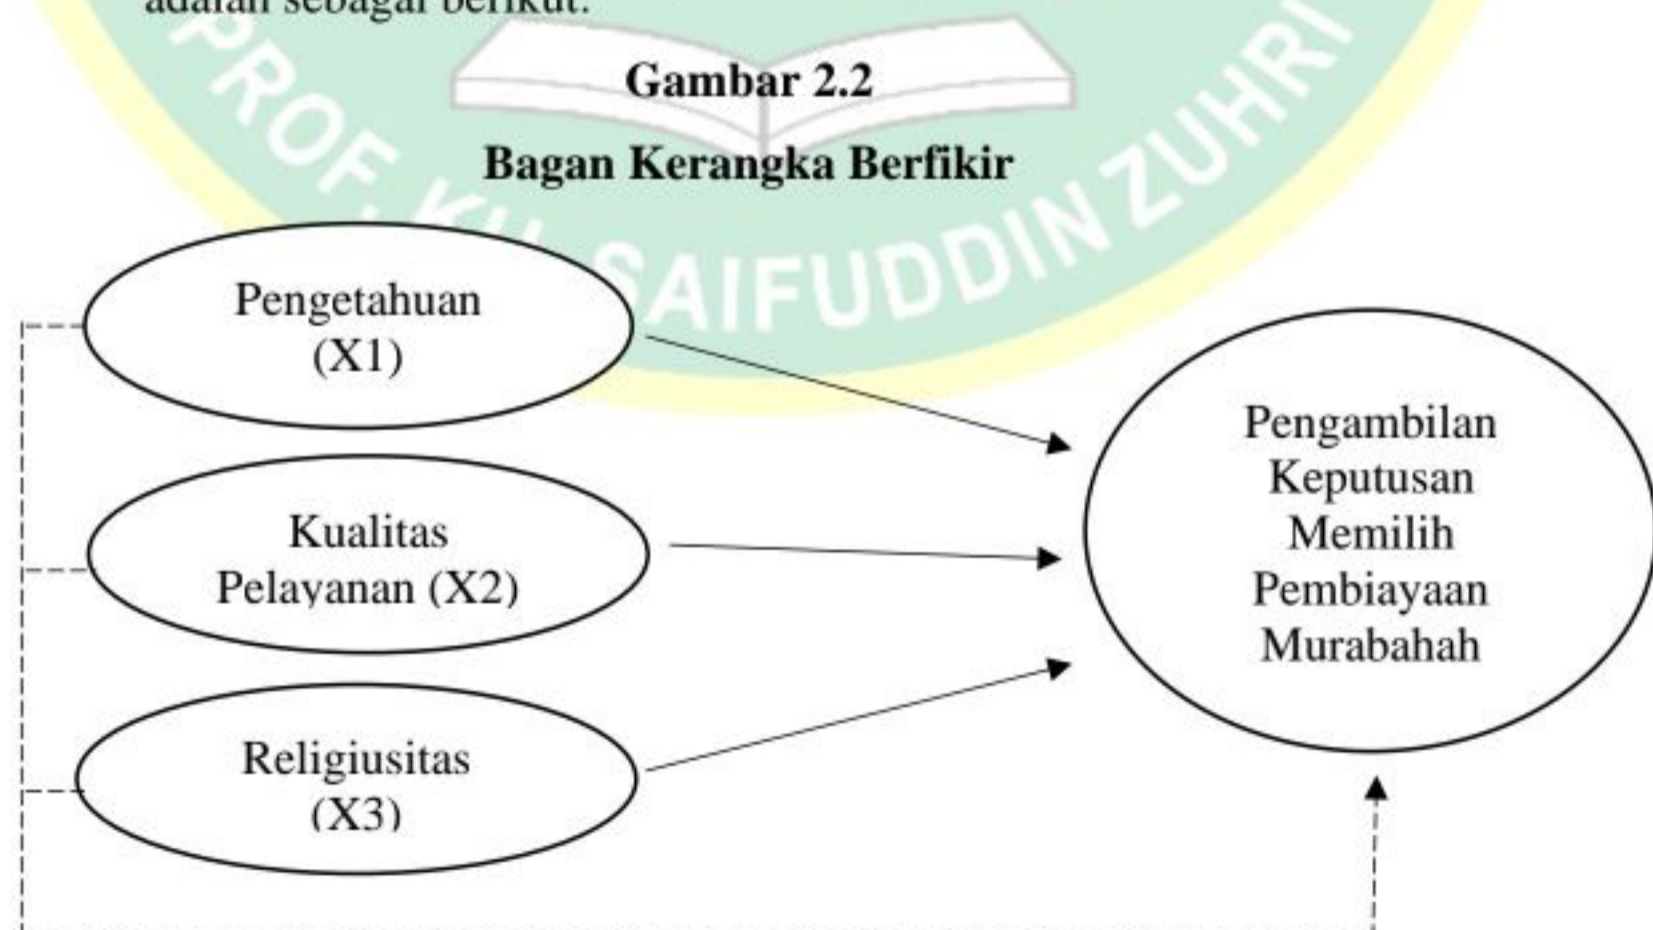 adalah sebagai berikut:
Gambar 2.2
Bagan Kerangka Berfikir
PROF. K.H. SAIFUDDIN ZUHRI
Pengetahuan
(X1)
Kualitas
Pelayanan (X2)
Religiusitas
(X3)
Pengambilan
Keputusan
Memilih
Pembiayaan
Murabahah